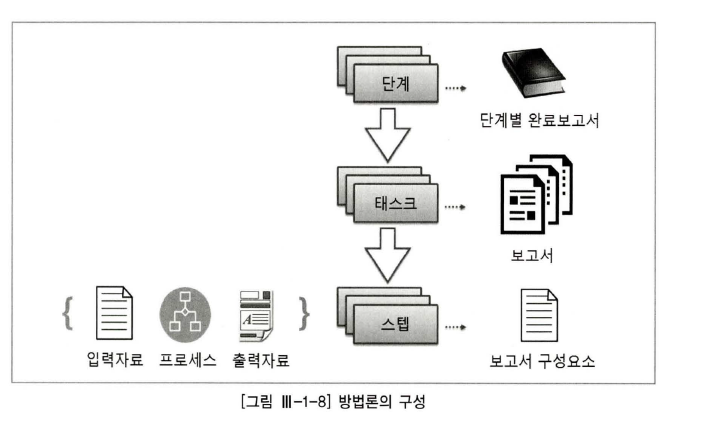 단계
단계별 완료보고서
태스크
보고서
스텝
입력자료 프로세스 출력자료
보고서 구성요소
[그림 Ⅲ-1-8] 방법론의 구성